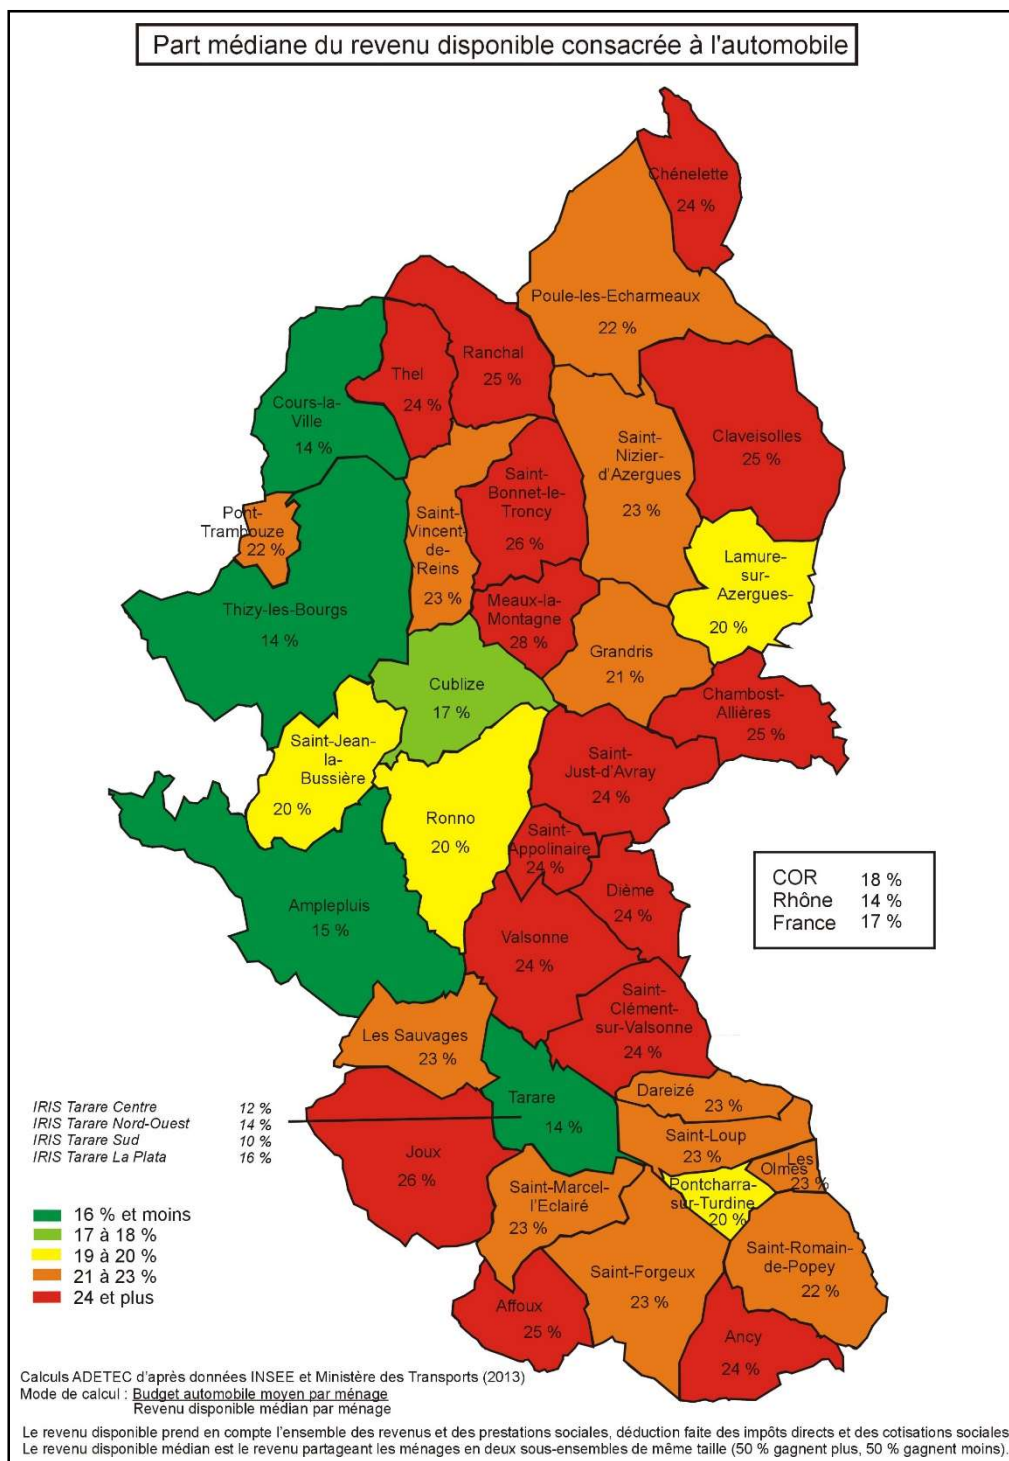 Part médiane du revenu disponible consacrée à l'automobile
Chénelette
24 %
Poule-les-Echarmeaux
22 %
Ranchal
25 %
Thel
24 %
Cours-la-
Ville
14 %
Claveisolles
25 %
Saint-
Nizier-
d'Azergues
23 %
Saint-
Bonnet-le-
Troncy
26 %
Saint-
Vincent-
de-
Reins
23 %
Pont-
Trambouze
22 %
Lamure-
sur-
Azergues-
20 %
Thizy-les-Bourgs
14 %
Meaux-la-
Montagne
28 %
Grandris
21 %
Cublize
17 %
Chambost-
Allières
25 %
Saint-Jean-
la-
Bussière
20 %
Saint-
Just-d'Avray
24 %
Ronno
20 %
Saint-
Appolinaire
24 %
Dième
24 %
COR 18 %
Rhône 14 %
France 17 %
Amplepluis
15 %
Valsonne
24 %
Saint-
Clément-
sur-Valsonne
24 %
Les Sauvages
23 %
Tarare
14 %
Dareizé
23 %
IRIS Tarare Centre 12 %
IRIS Tarare Nord-Ouest 14 %
IRIS Tarare Sud 10 %
IRIS Tarare La Plata 16 %
Saint-Loup
23 %
Les
Olmes
23 %
Joux
26 %
Pontcharra-
sur-Turdine
20 %
Saint-Marcel-
l'Eclairé
23 %
16 % et moins
17 à 18 %
19 à 20 %
21 à 23 %
24 et plus
Saint-Romain-
de-Popey
22 %
Saint-Forgeux
23 %
Affoux
25 %
Ancy
24 %
Calculs ADETEC d'après données INSEE et Ministère des Transports (2013)
Mode de calcul : Budget automobile moyen par ménage
Revenu disponible médian par ménage
Le revenu disponible prend en compte l'ensemble des revenus et des prestations sociales, déduction faite des impôts directs et des cotisations sociales
Le revenu disponible médian est le revenu partageant les ménages en deux sous-ensembles de même taille (50 % gagnent plus, 50 % gagnent moins).